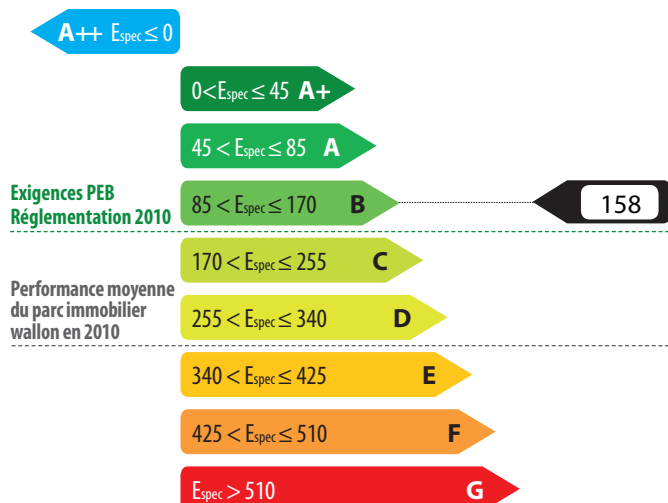 A++ Espec ≤ 0
0<Espec ≤ 45 A+
45 < Espec ≤ 85 A
Exigences PEB
Réglementation 2010
85 < Espec ≤ 170 B
158
170 < Espec ≤ 255 C
Performance moyenne
du parc immobilier
wallon en 2010
255 < Espec ≤ 340 D
340 < Espec ≤ 425 E
425 < Espec ≤ 510 F
Espec > 510 G